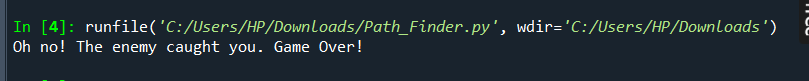 In [4]: runfile('C:/Users/HP/Downloads/Path_Finder.py', wdir='C:/Users/HP/Downloads')
Oh no! The enemy caught you. Game Over!